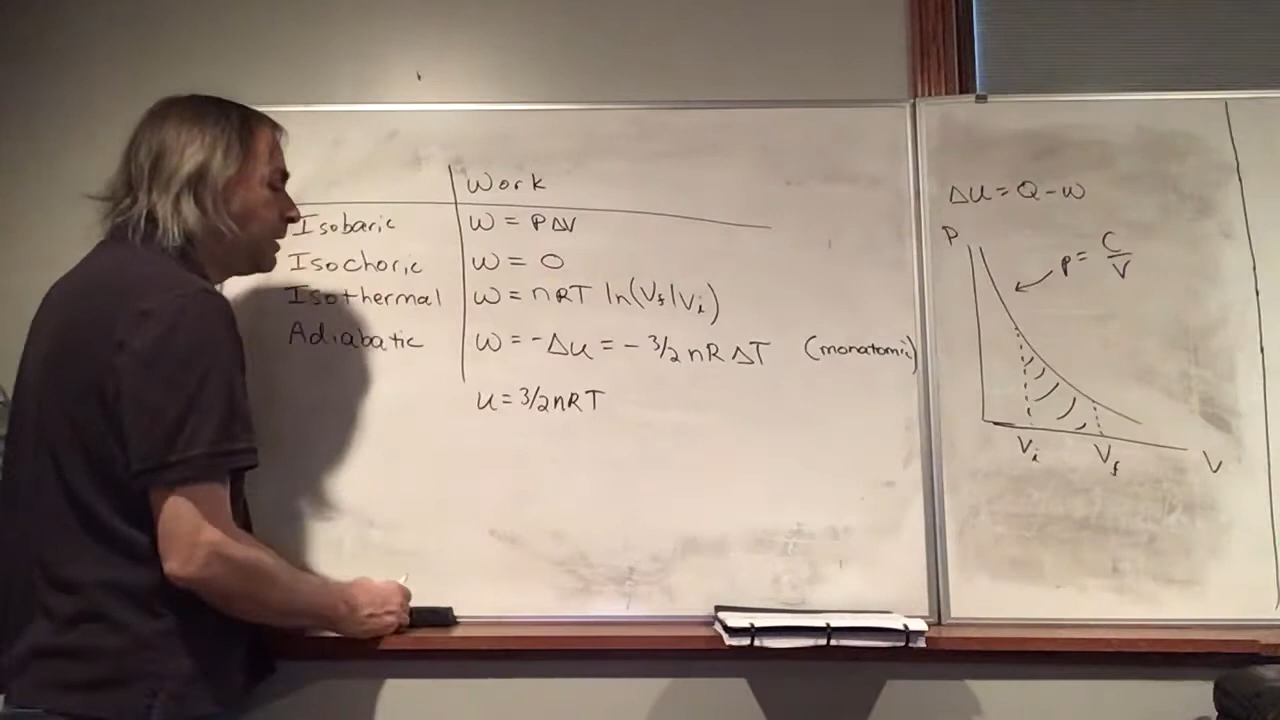 Work
Isobaric W = PΔV
Isochoric W = 0
Isothermal W = nRT ln(Vf/Vi)
Adiabatic W = -Δu = - 3/2 nRΔT (monatomic)
u = 3/2 nRT
Δu = Q - W
P
P = C/V
Vi Vf V